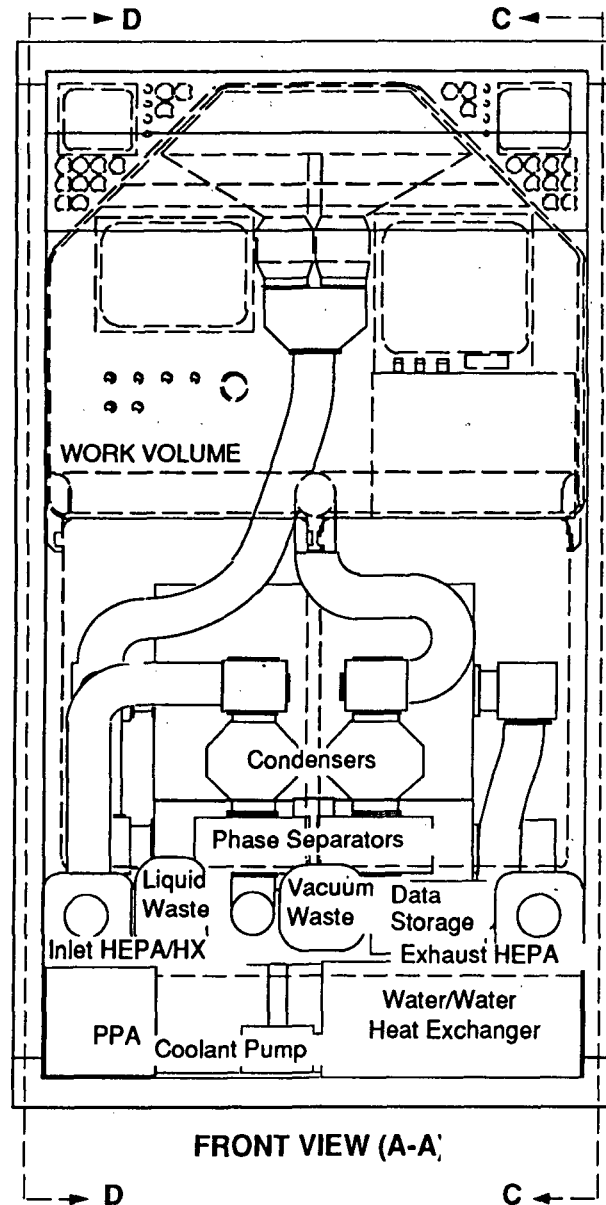 D
C
WORK VOLUME
Condensers
Phase Separators
Liquid
Waste
Vacuum
Waste
Data
Storage
Inlet HEPA/HX
Exhaust HEPA
PPA
Coolant Pump
Water/Water
Heat Exchanger
FRONT VIEW (A-A)
D
C